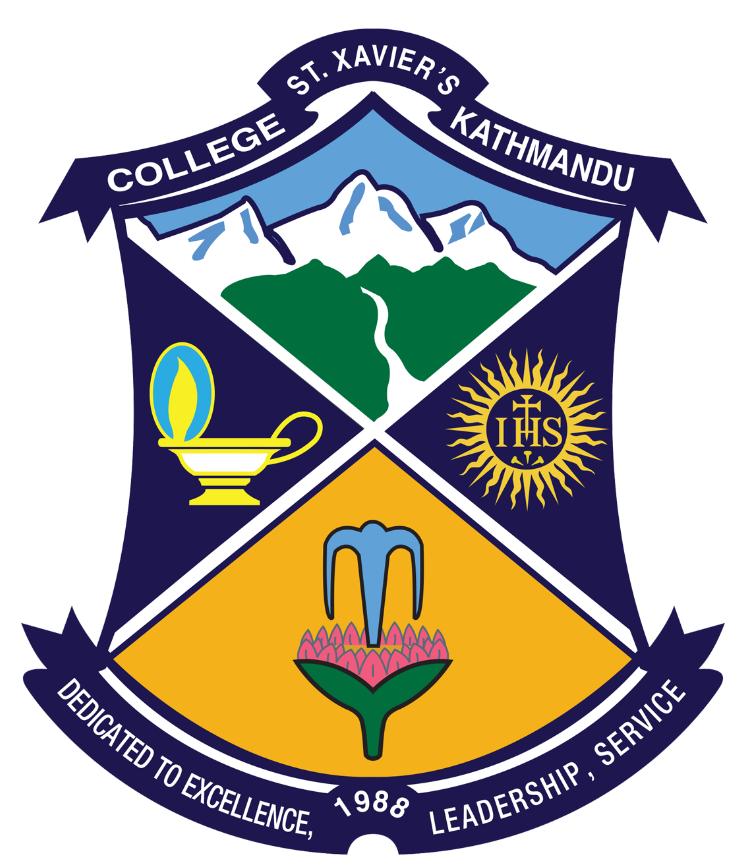 ST. XAVIER'S
COLLEGE
KATHMANDU
IHS
DEDICATED TO EXCELLENCE,
1988
LEADERSHIP, SERVICE